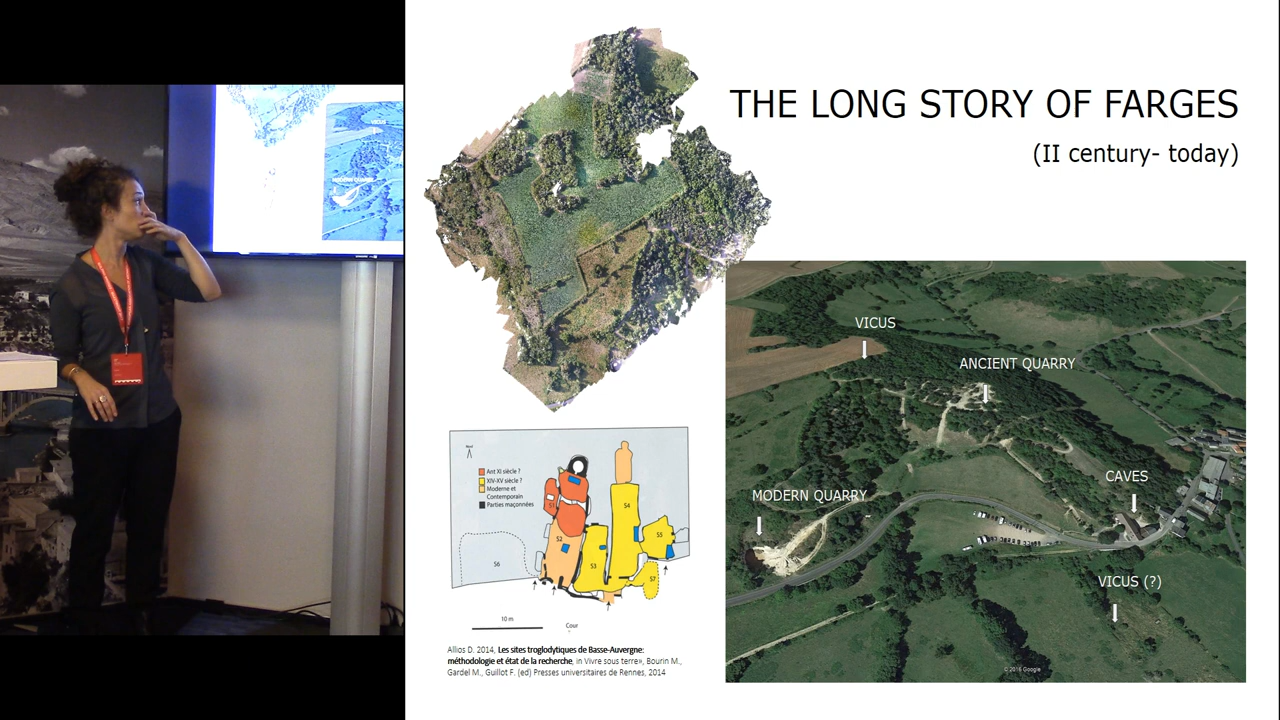 THE LONG STORY OF FARGES
(II century- today)
VICUS
ANCIENT QUARRY
CAVES
MODERN QUARRY
VICUS (?)
© 2016 Google
Nord
Ant XI siècle ?
XIV-XV siècle ?
Moderne et
Contemporain
Parties maçonnées
S1
S2
S3
S4
S5
S6
S7
10 m
Cour
Allios D. 2014, Les sites troglodytiques de Basse-Auvergne:
méthodologie et état de la recherche, in Vivre sous terre», Bourin M.,
Gardel M., Guillot F. (ed) Presses universitaires de Rennes, 2014
MODERN QUARRY